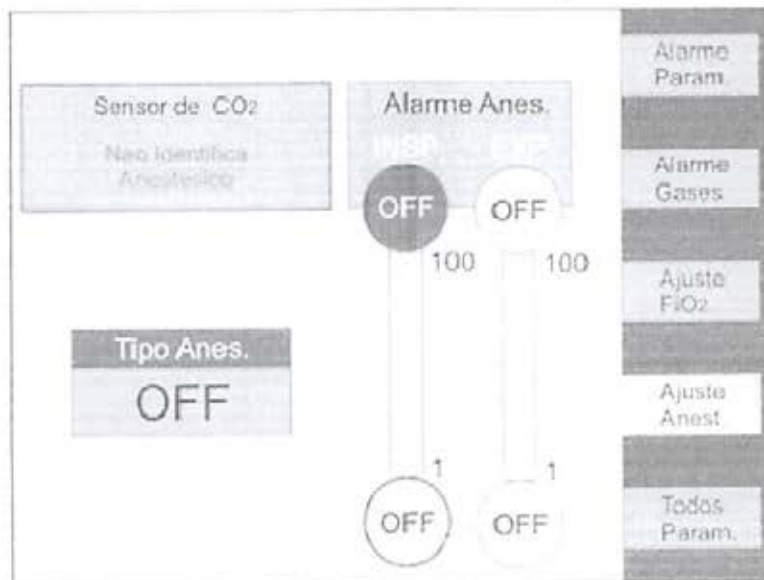 Sensor de CO2
Nao Identifica
Anestesico
Alarme Anes.
INSP. EXP.
OFF OFF
100 100
1 1
OFF OFF
Tipo Anes.
OFF
Alarme
Param.
Alarme
Gases
Ajuste
FiO2
Ajuste
Anest
Todos
Param.